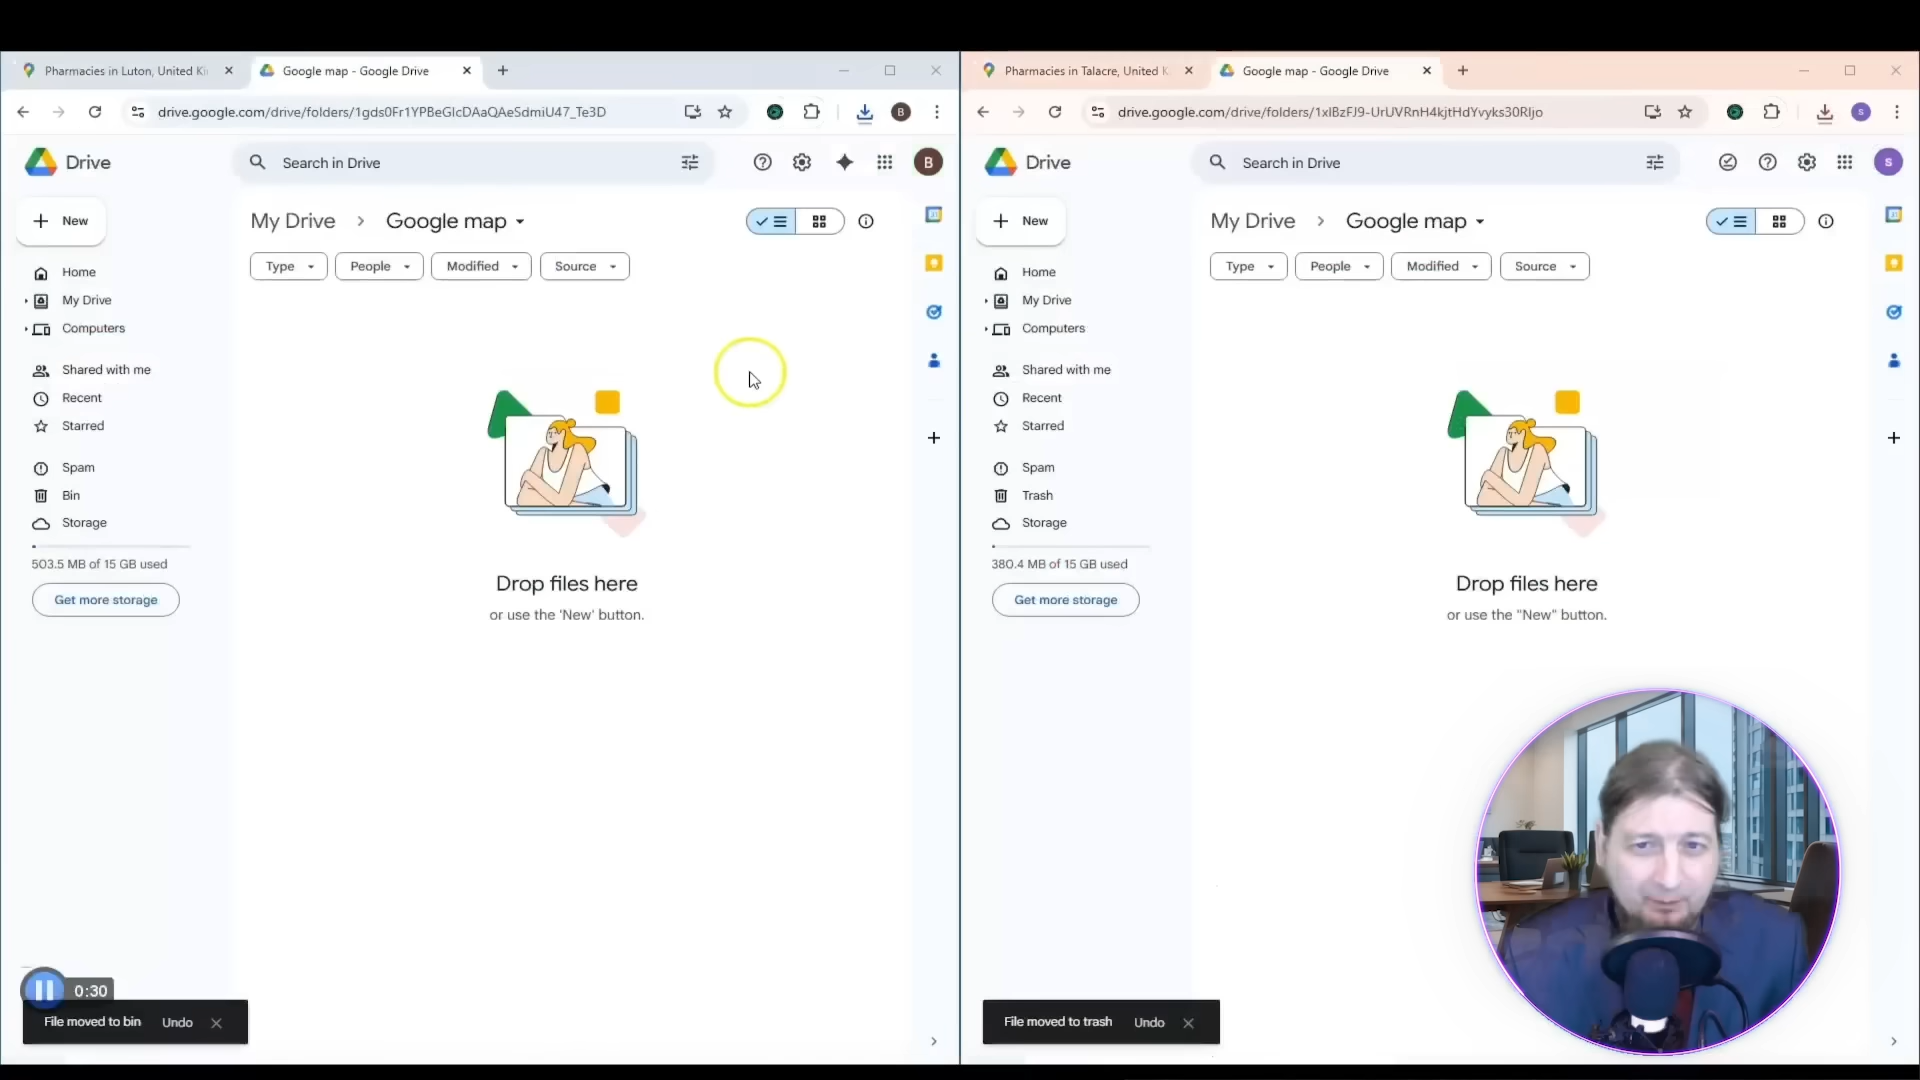 Pharmacies in Luton, United Ki
Google map - Google Drive
drive.google.com/drive/folders/1gds0Fr1YPBeGlcDAaQAeSdmiU47_Te3D
B
Drive
Search in Drive
B
New
My Drive
Google map
Type
People
Modified
Source
Home
My Drive
Computers
Shared with me
Recent
Starred
Spam
Bin
Storage
503.5 MB of 15 GB used
Get more storage
Drop files here
or use the 'New' button.
0:30
File moved to bin
Undo
Pharmacies in Talacre, United K
Google map - Google Drive
drive.google.com/drive/folders/1xlBzFJ9-UrUVRnH4kjtHdYvyks30Rljo
S
Drive
Search in Drive
S
New
My Drive
Google map
Type
People
Modified
Source
Home
My Drive
Computers
Shared with me
Recent
Starred
Spam
Trash
Storage
380.4 MB of 15 GB used
Get more storage
Drop files here
or use the "New" button.
File moved to trash
Undo